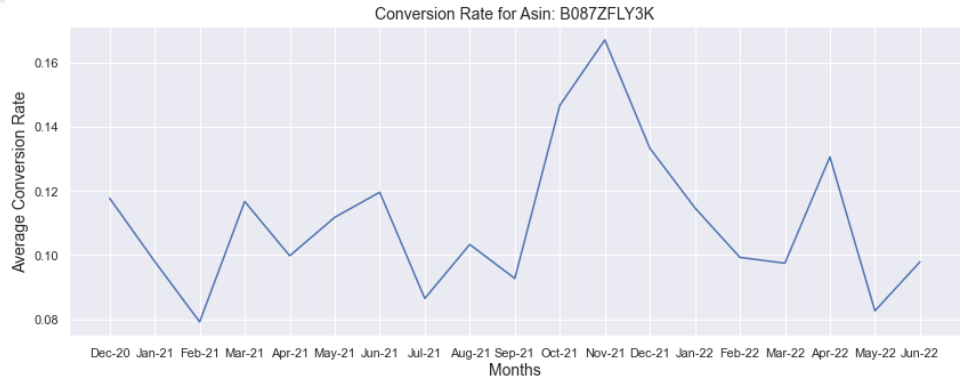 Conversion Rate for Asin: B087ZFLY3K
Average Conversion Rate
0.16
0.14
0.12
0.10
0.08
Dec-20 Jan-21 Feb-21 Mar-21 Apr-21 May-21 Jun-21 Jul-21 Aug-21 Sep-21 Oct-21 Nov-21 Dec-21 Jan-22 Feb-22 Mar-22 Apr-22 May-22 Jun-22
Months